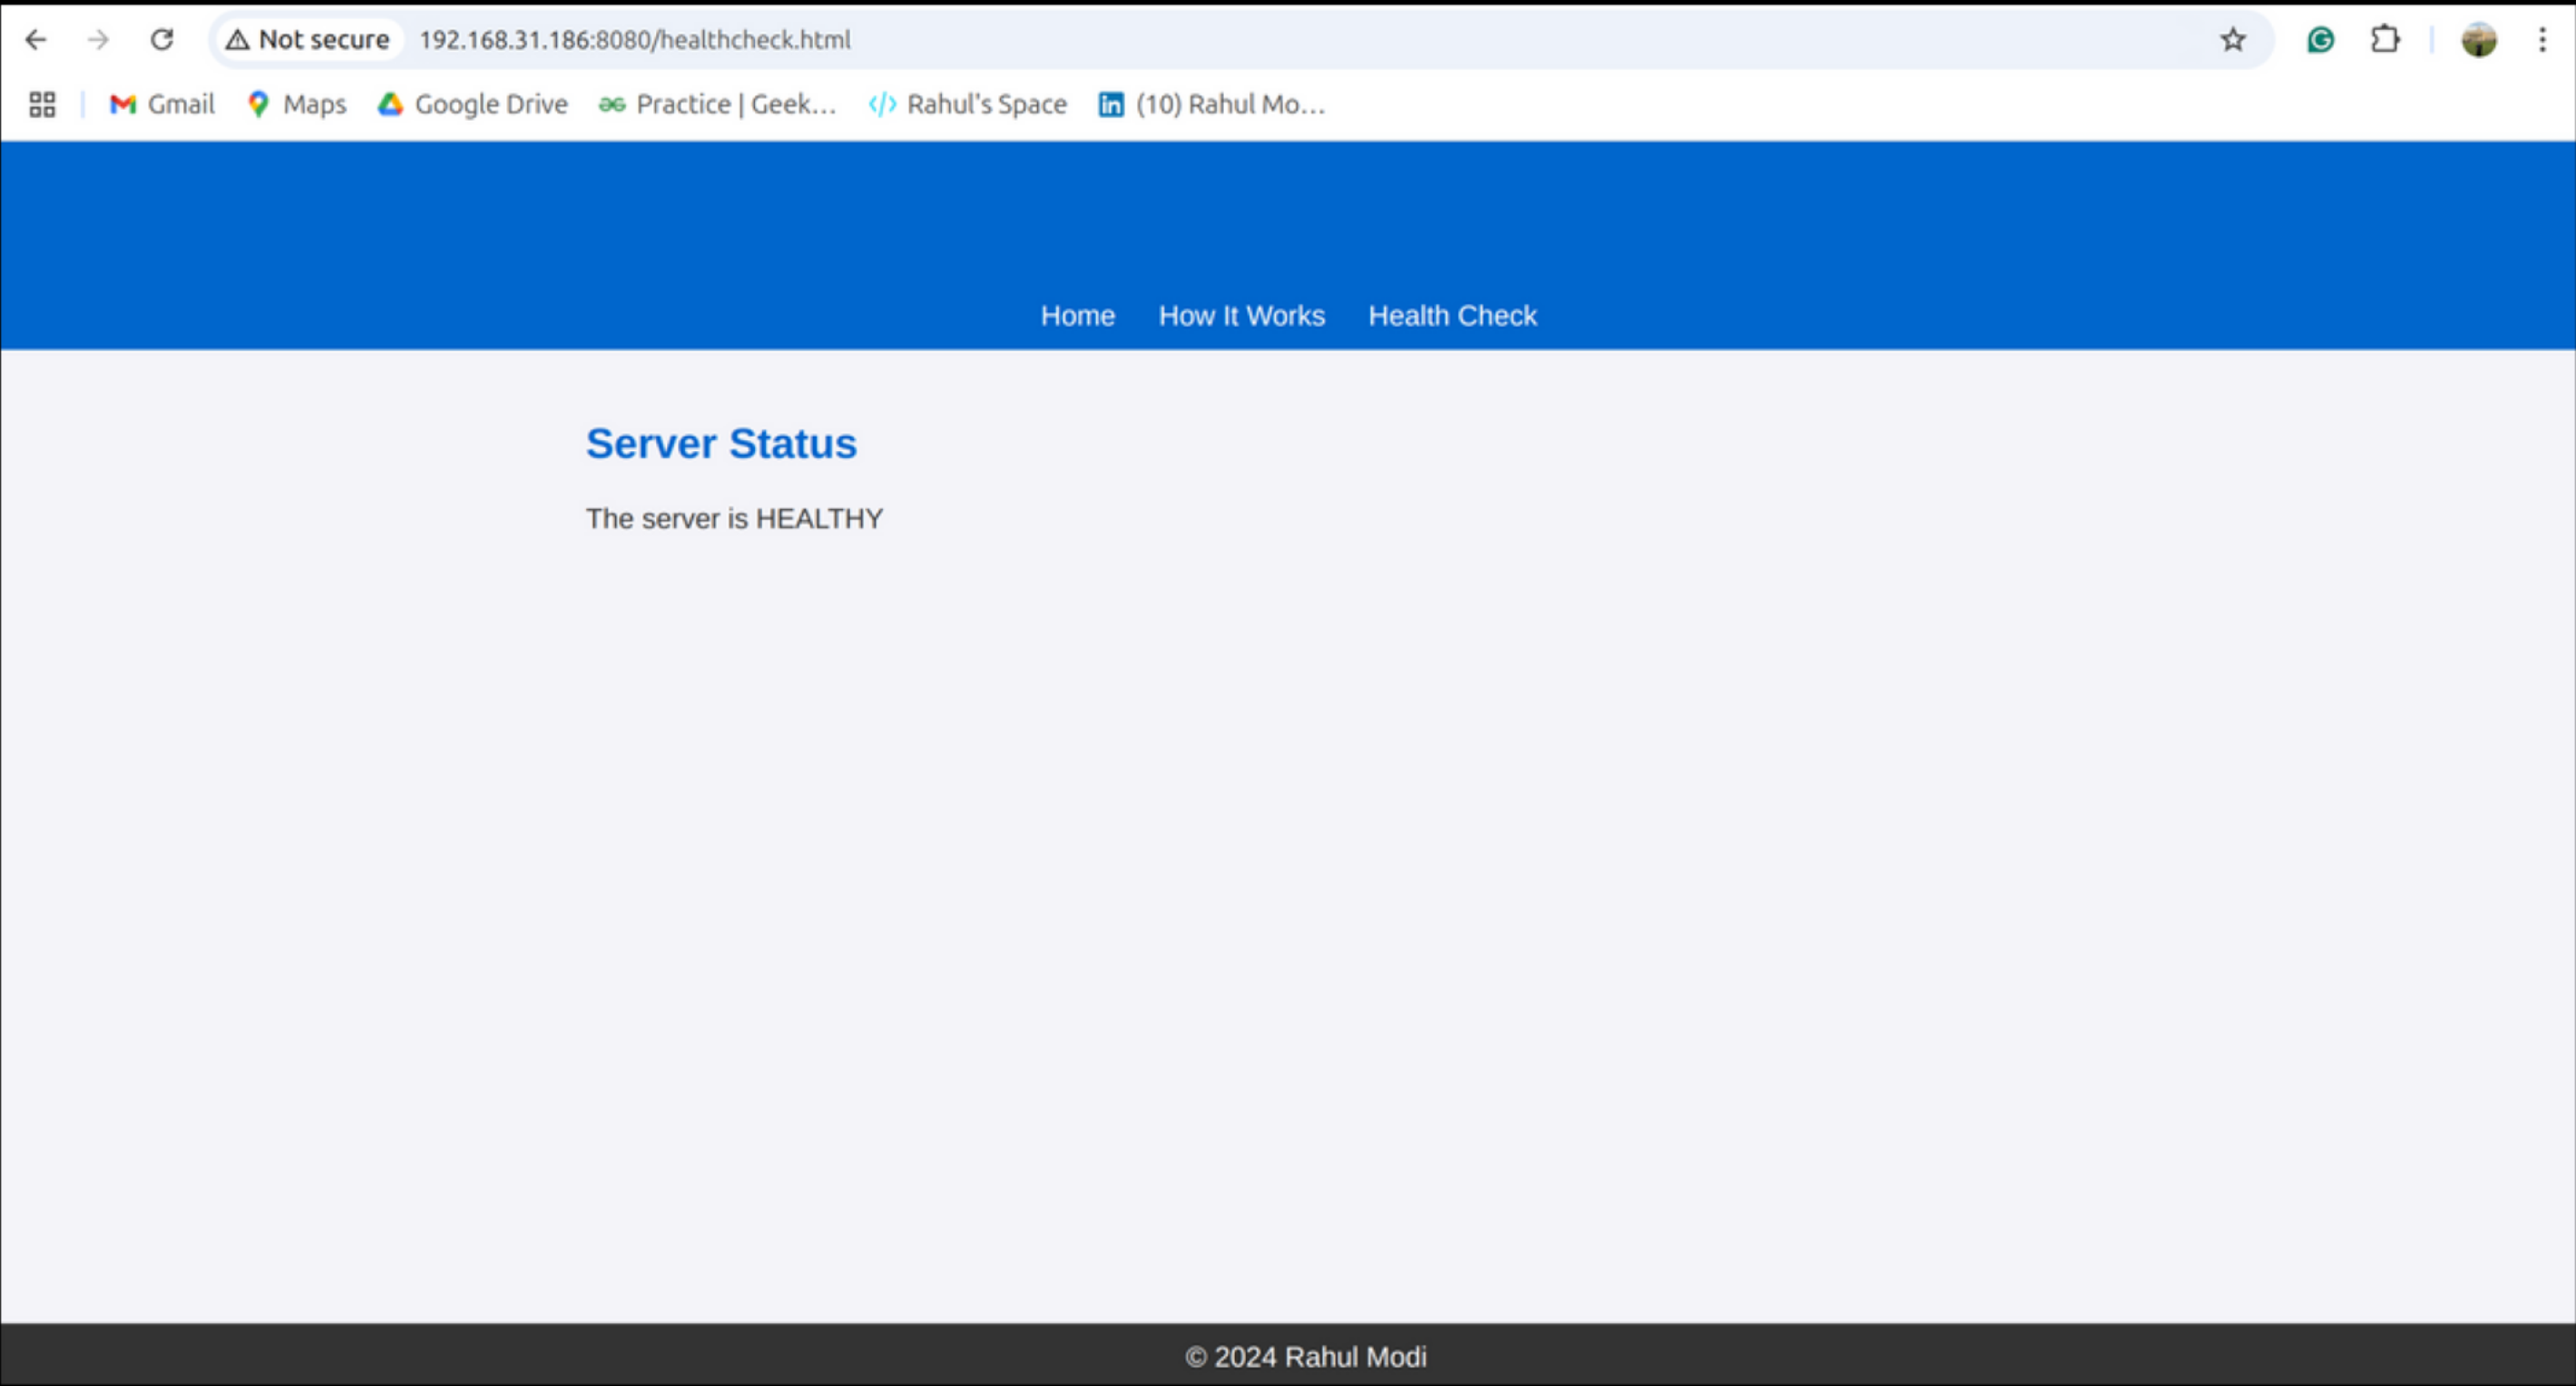 Not secure 192.168.31.186:8080/healthcheck.html
Gmail Maps Google Drive Practice | Geek... Rahul's Space (10) Rahul Mo...
Home How It Works Health Check
Server Status
The server is HEALTHY
© 2024 Rahul Modi